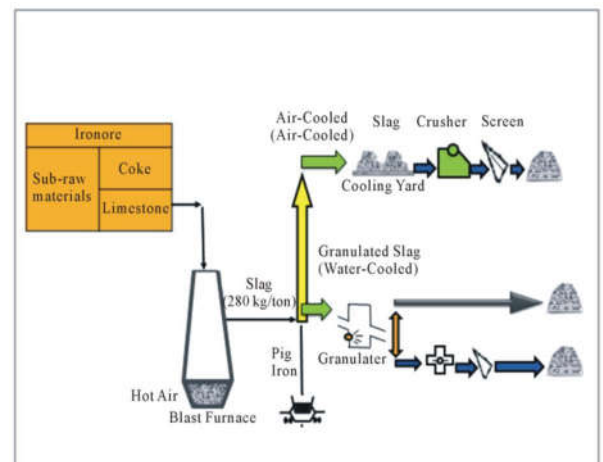 Ironore
Sub-raw
materials
Coke
Limestone
Air-Cooled
(Air-Cooled)
Slag
Crusher
Screen
Cooling Yard
Granulated Slag
(Water-Cooled)
Slag
(280 kg/ton)
Granulater
Pig
Iron
Hot Air
Blast Furnace